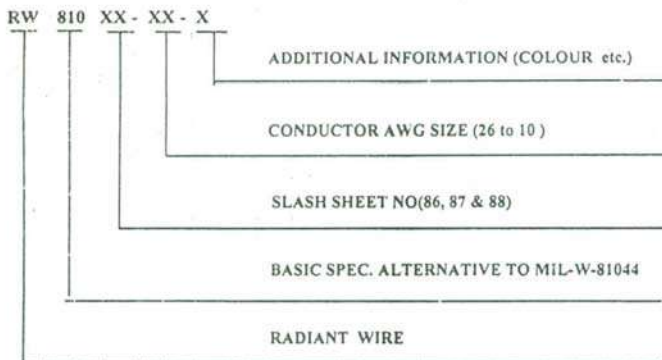 RW 810 XX - XX - X
ADDITIONAL INFORMATION (COLOUR etc.)
CONDUCTOR AWG SIZE (26 to 10 )
SLASH SHEET NO(86, 87 & 88)
BASIC SPEC. ALTERNATIVE TO MIL-W-81044
RADIANT WIRE